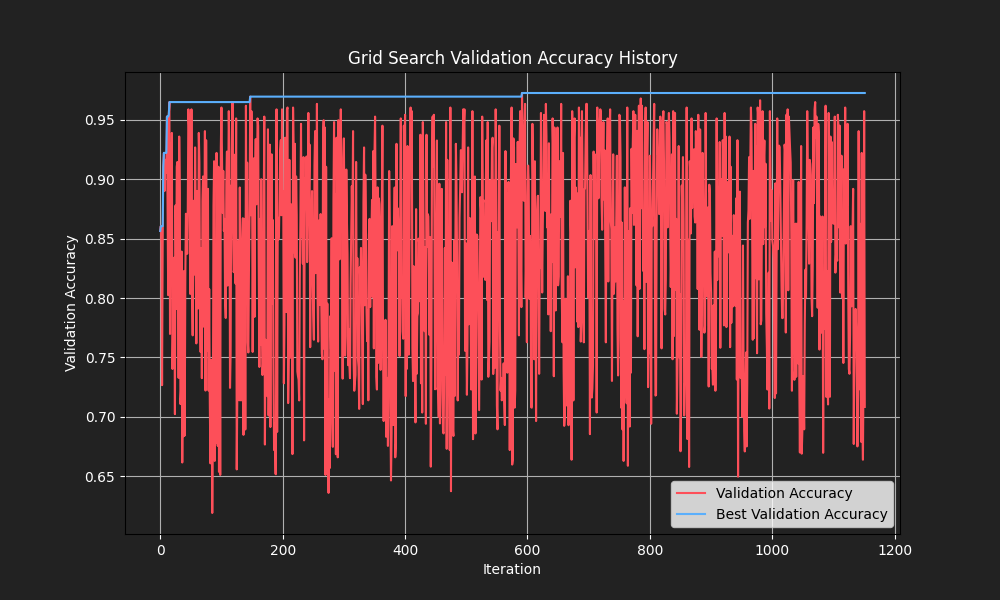 Grid Search Validation Accuracy History
Validation Accuracy
0.95
0.90
0.85
0.80
0.75
0.70
0.65
Validation Accuracy
Best Validation Accuracy
0 200 400 600 800 1000 1200
Iteration